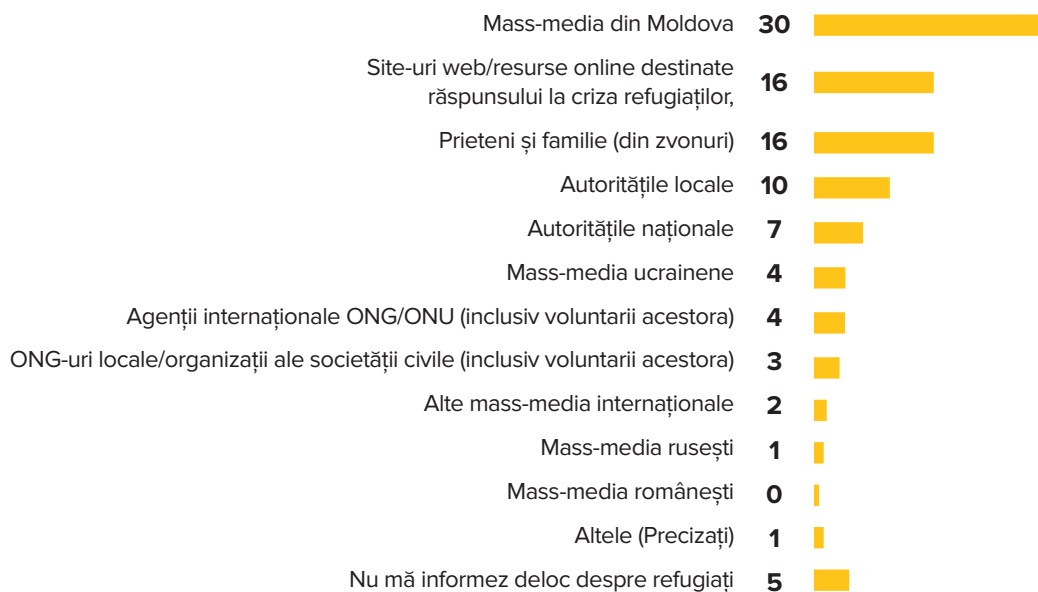 Mass-media din Moldova 30
Site-uri web/resurse online destinate
răspunsului la criza refugiaților, 16
Prieteni și familie (din zvonuri) 16
Autoritățile locale 10
Autoritățile naționale 7
Mass-media ucrainene 4
Agenții internaționale ONG/ONU (inclusiv voluntarii acestora) 4
ONG-uri locale/organizații ale societății civile (inclusiv voluntarii acestora) 3
Alte mass-media internaționale 2
Mass-media rusești 1
Mass-media românești 0
Altele (Precizați) 1
Nu mă informez deloc despre refugiați 5